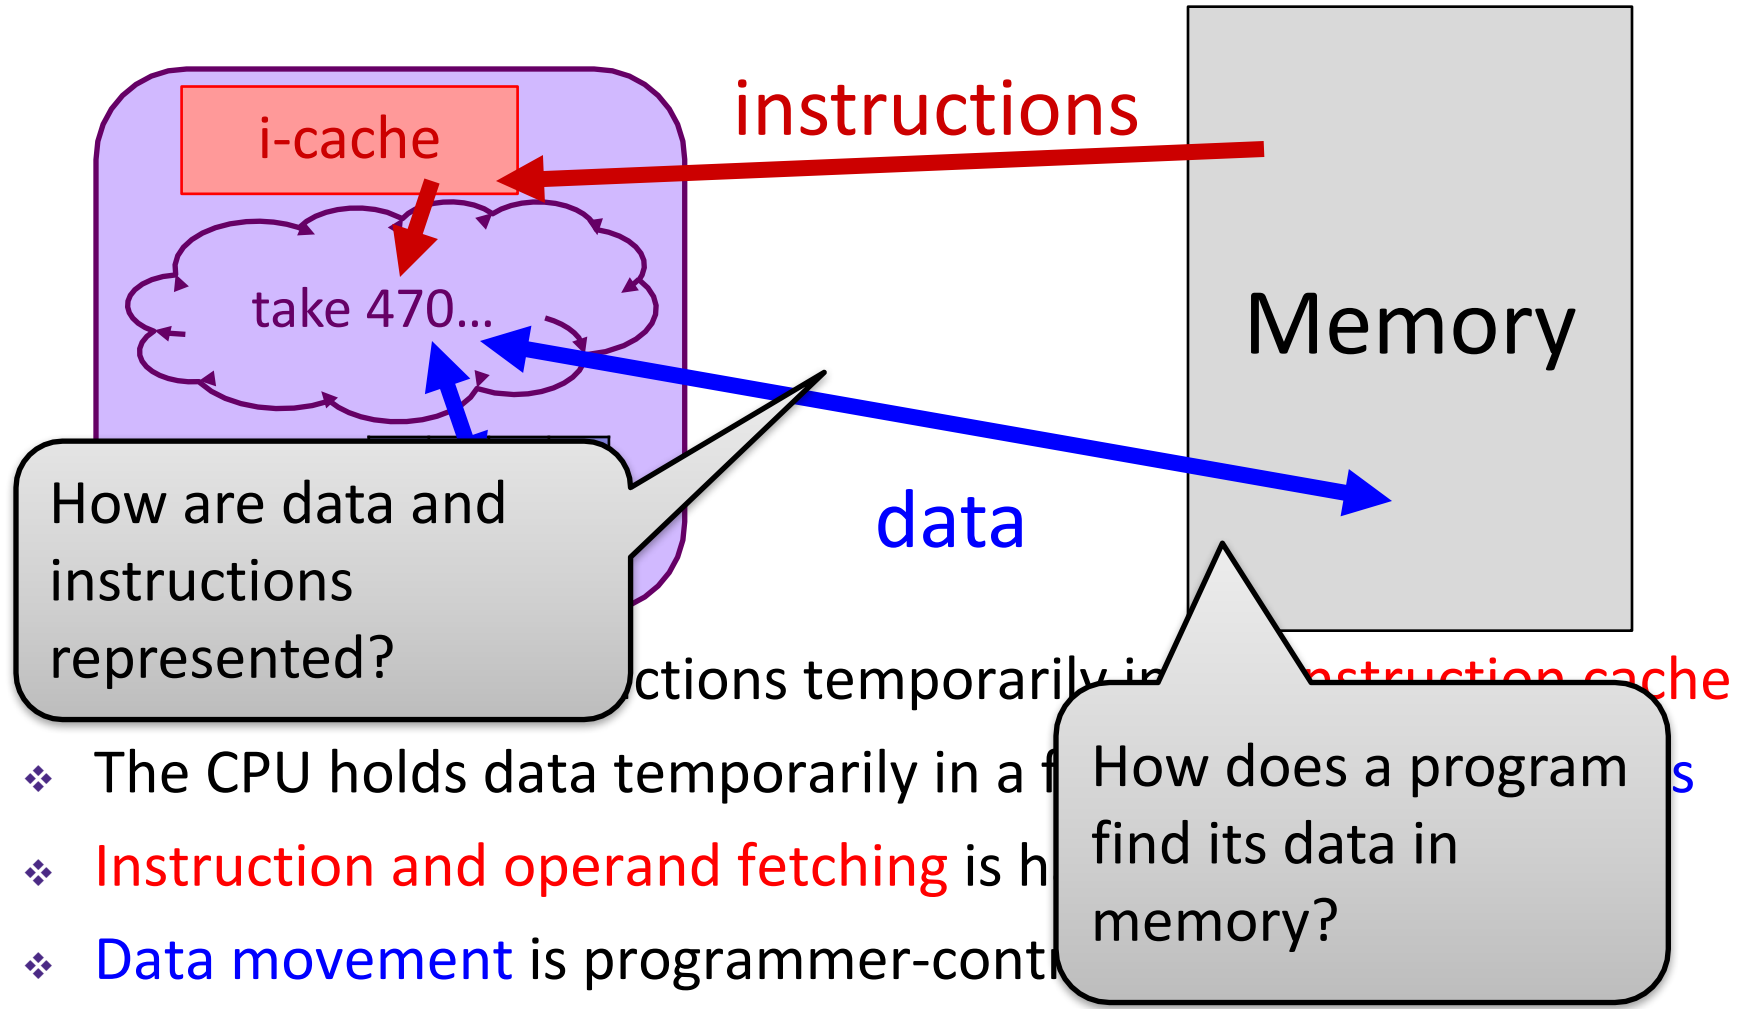 i-cache
instructions
take 470...
Memory
data
How are data and
instructions
represented?
ctions temporarily in nstruction cache
The CPU holds data temporarily in a f s
Instruction and operand fetching is h
Data movement is programmer-cont
How does a program
find its data in
memory?